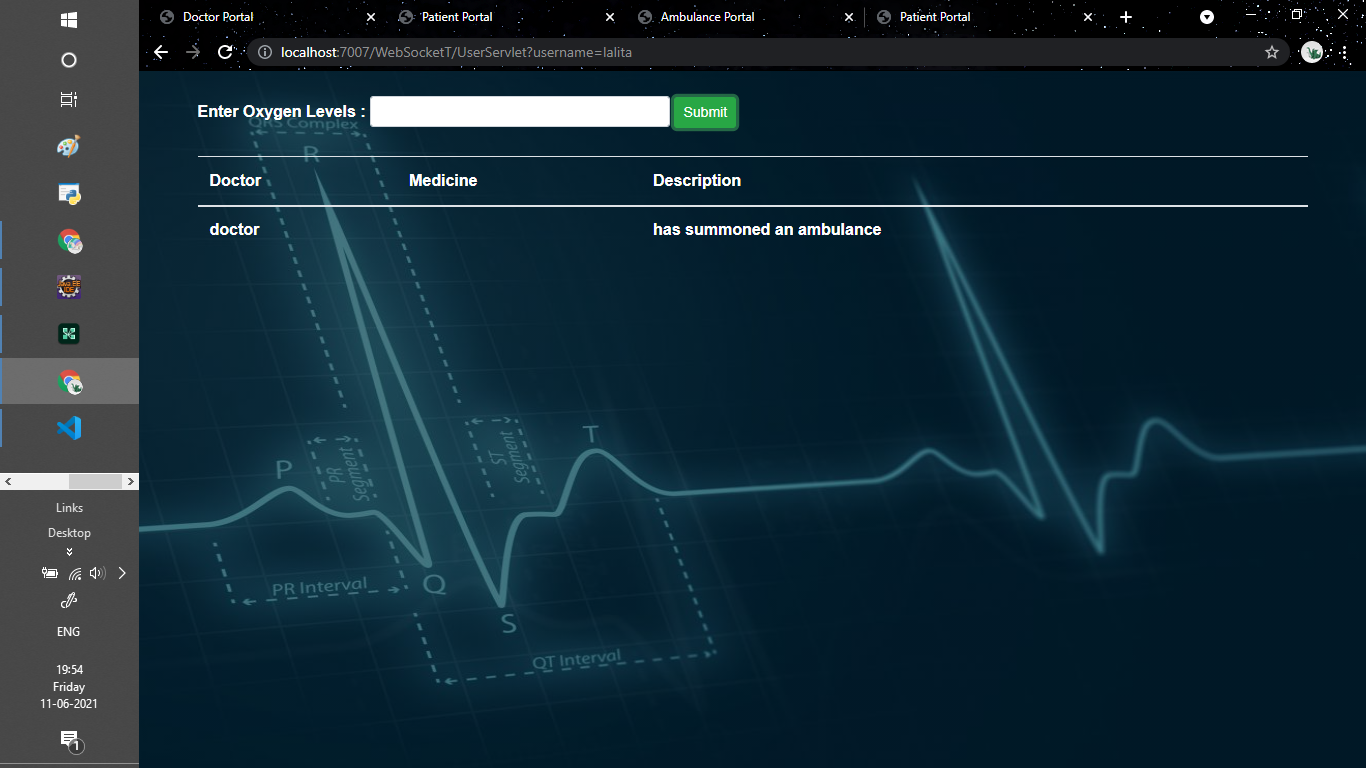 Doctor Portal
Patient Portal
Ambulance Portal
Patient Portal
localhost:7007/WebSocketT/UserServlet?username=lalita
Enter Oxygen Levels :
Submit
QRS Complex
R
Doctor Medicine Description
doctor has summoned an ambulance
P
PR
Segment
ST
Segment
T
PR Interval
Q
S
QT Interval
Links
Desktop
ENG
19:54
Friday
11-06-2021
1